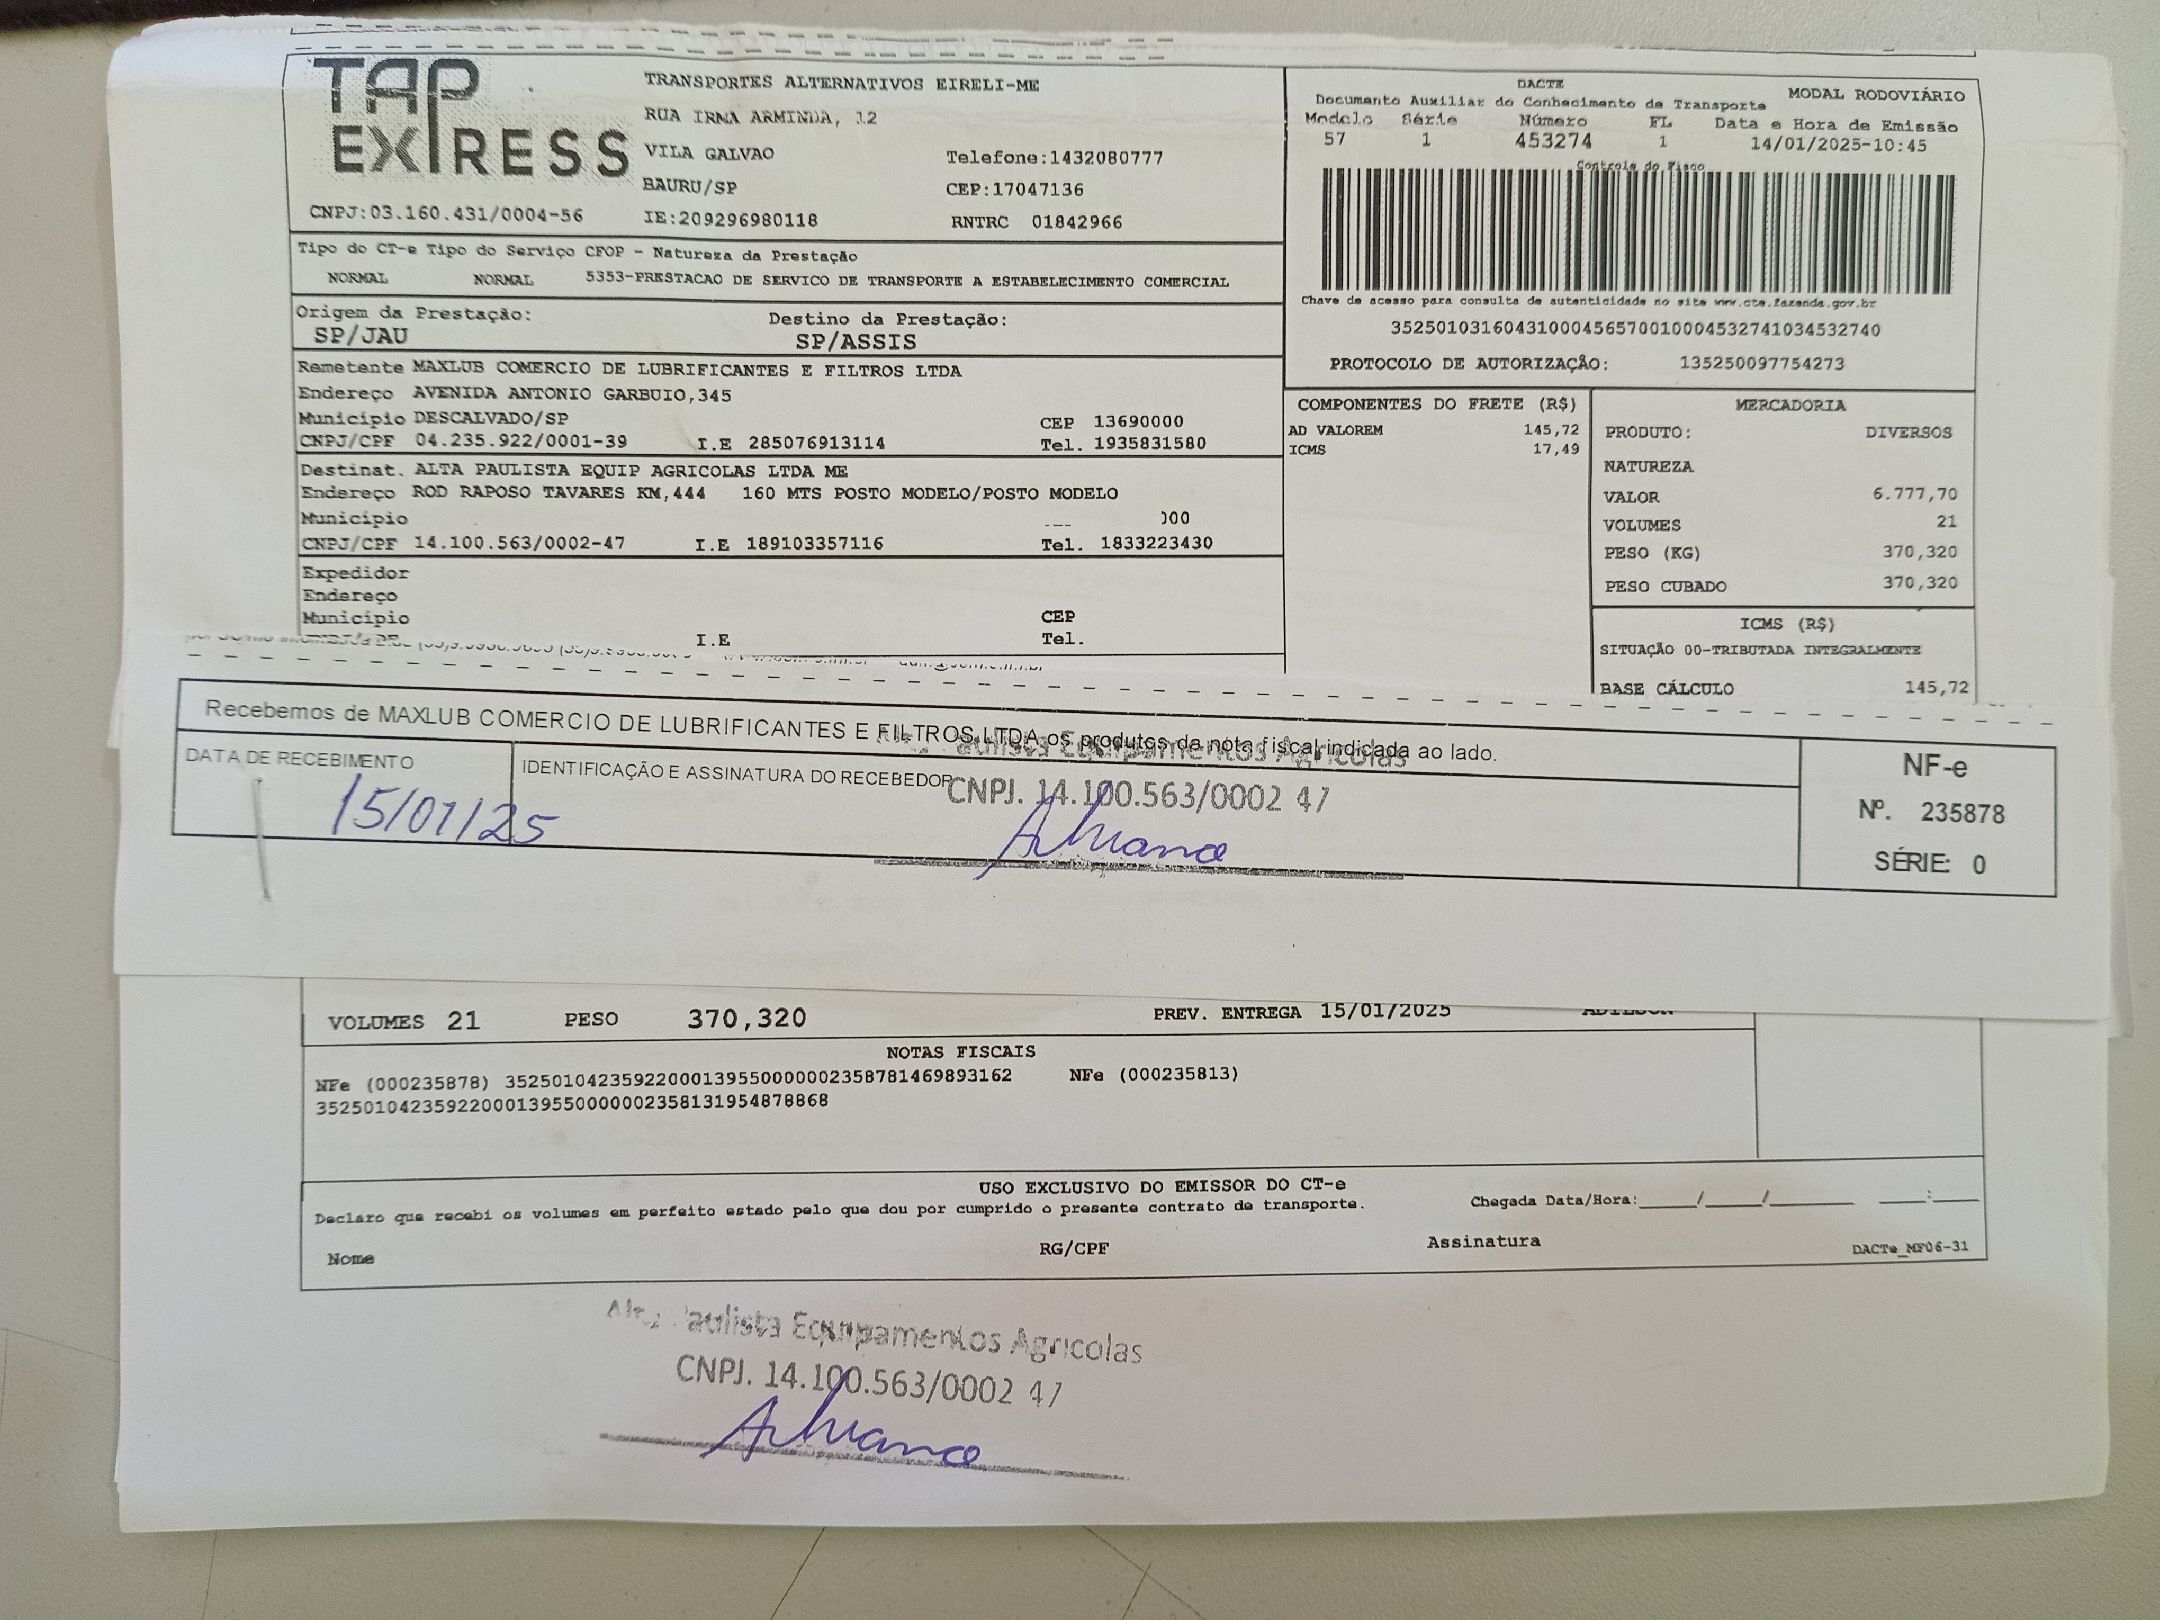 TAP EXPRESS
TRANSPORTES ALTERNATIVOS EIRELI-ME
RUA IRMA ARMINDA, 12
VILA GALVAO Telefone:1432080777
BAURU/SP CEP:17047136
CNPJ:03.160.431/0004-56 IE:209296980118 RNTRC 01842966
DACTE
Documento Auxiliar do Conhecimento de Transporte MODAL RODOVIÁRIO
Modelo Série Número FL Data e Hora de Emissão
57 1 453274 1 14/01/2025-10:45
Controle do Fisco
Chave de acesso para consulta de autenticidade no site www.cte.fazenda.gov.br
35250103160431000456570010004532741034532740
PROTOCOLO DE AUTORIZAÇÃO: 135250097754273
Tipo do CT-e Tipo do Serviço CFOP - Natureza da Prestação
NORMAL NORMAL 5353-PRESTACAO DE SERVICO DE TRANSPORTE A ESTABELECIMENTO COMERCIAL
Origem da Prestação: Destino da Prestação:
SP/JAU SP/ASSIS
Remetente MAXLUB COMERCIO DE LUBRIFICANTES E FILTROS LTDA
Endereço AVENIDA ANTONIO GARBUIO,345
Município DESCALVADO/SP CEP 13690000
CNPJ/CPF 04.235.922/0001-39 I.E 285076913114 Tel. 1935831580
Destinat. ALTA PAULISTA EQUIP AGRICOLAS LTDA ME
Endereço ROD RAPOSO TAVARES KM,444 160 MTS POSTO MODELO/POSTO MODELO
Município 000
CNPJ/CPF 14.100.563/0002-47 I.E 189103357116 Tel. 1833223430
Expedidor
Endereço
Município CEP
I.E Tel.
COMPONENTES DO FRETE (R$)
AD VALOREM 145,72
ICMS 17,49
MERCADORIA
PRODUTO: DIVERSOS
NATUREZA
VALOR 6.777,70
VOLUMES 21
PESO (KG) 370,320
PESO CUBADO 370,320
ICMS (R$)
SITUAÇÃO 00-TRIBUTADA INTEGRALMENTE
BASE CÁLCULO 145,72
Recebemos de MAXLUB COMERCIO DE LUBRIFICANTES E FILTROS LTDA os produtos da nota fiscal indicada ao lado.
DATA DE RECEBIMENTO
15/01/25
IDENTIFICAÇÃO E ASSINATURA DO RECEBEDOR
Paulista Equipamentos Agricolas
CNPJ. 14.100.563/0002 47
NF-e
Nº. 235878
SÉRIE: 0
VOLUMES 21 PESO 370,320 PREV. ENTREGA 15/01/2025
NOTAS FISCAIS
NFe (000235878) 35250104235922000139550000002358781469893162 NFe (000235813)
35250104235922000139550000002358131954878868
USO EXCLUSIVO DO EMISSOR DO CT-e
Declaro que recebi os volumes em perfeito estado pelo que dou por cumprido o presente contrato de transporte.
Chegada Data/Hora:____/____/______ ___:____
Nome RG/CPF Assinatura DACTe_MF06-31
Alta Paulista Equipamentos Agricolas
CNPJ. 14.100.563/0002 47